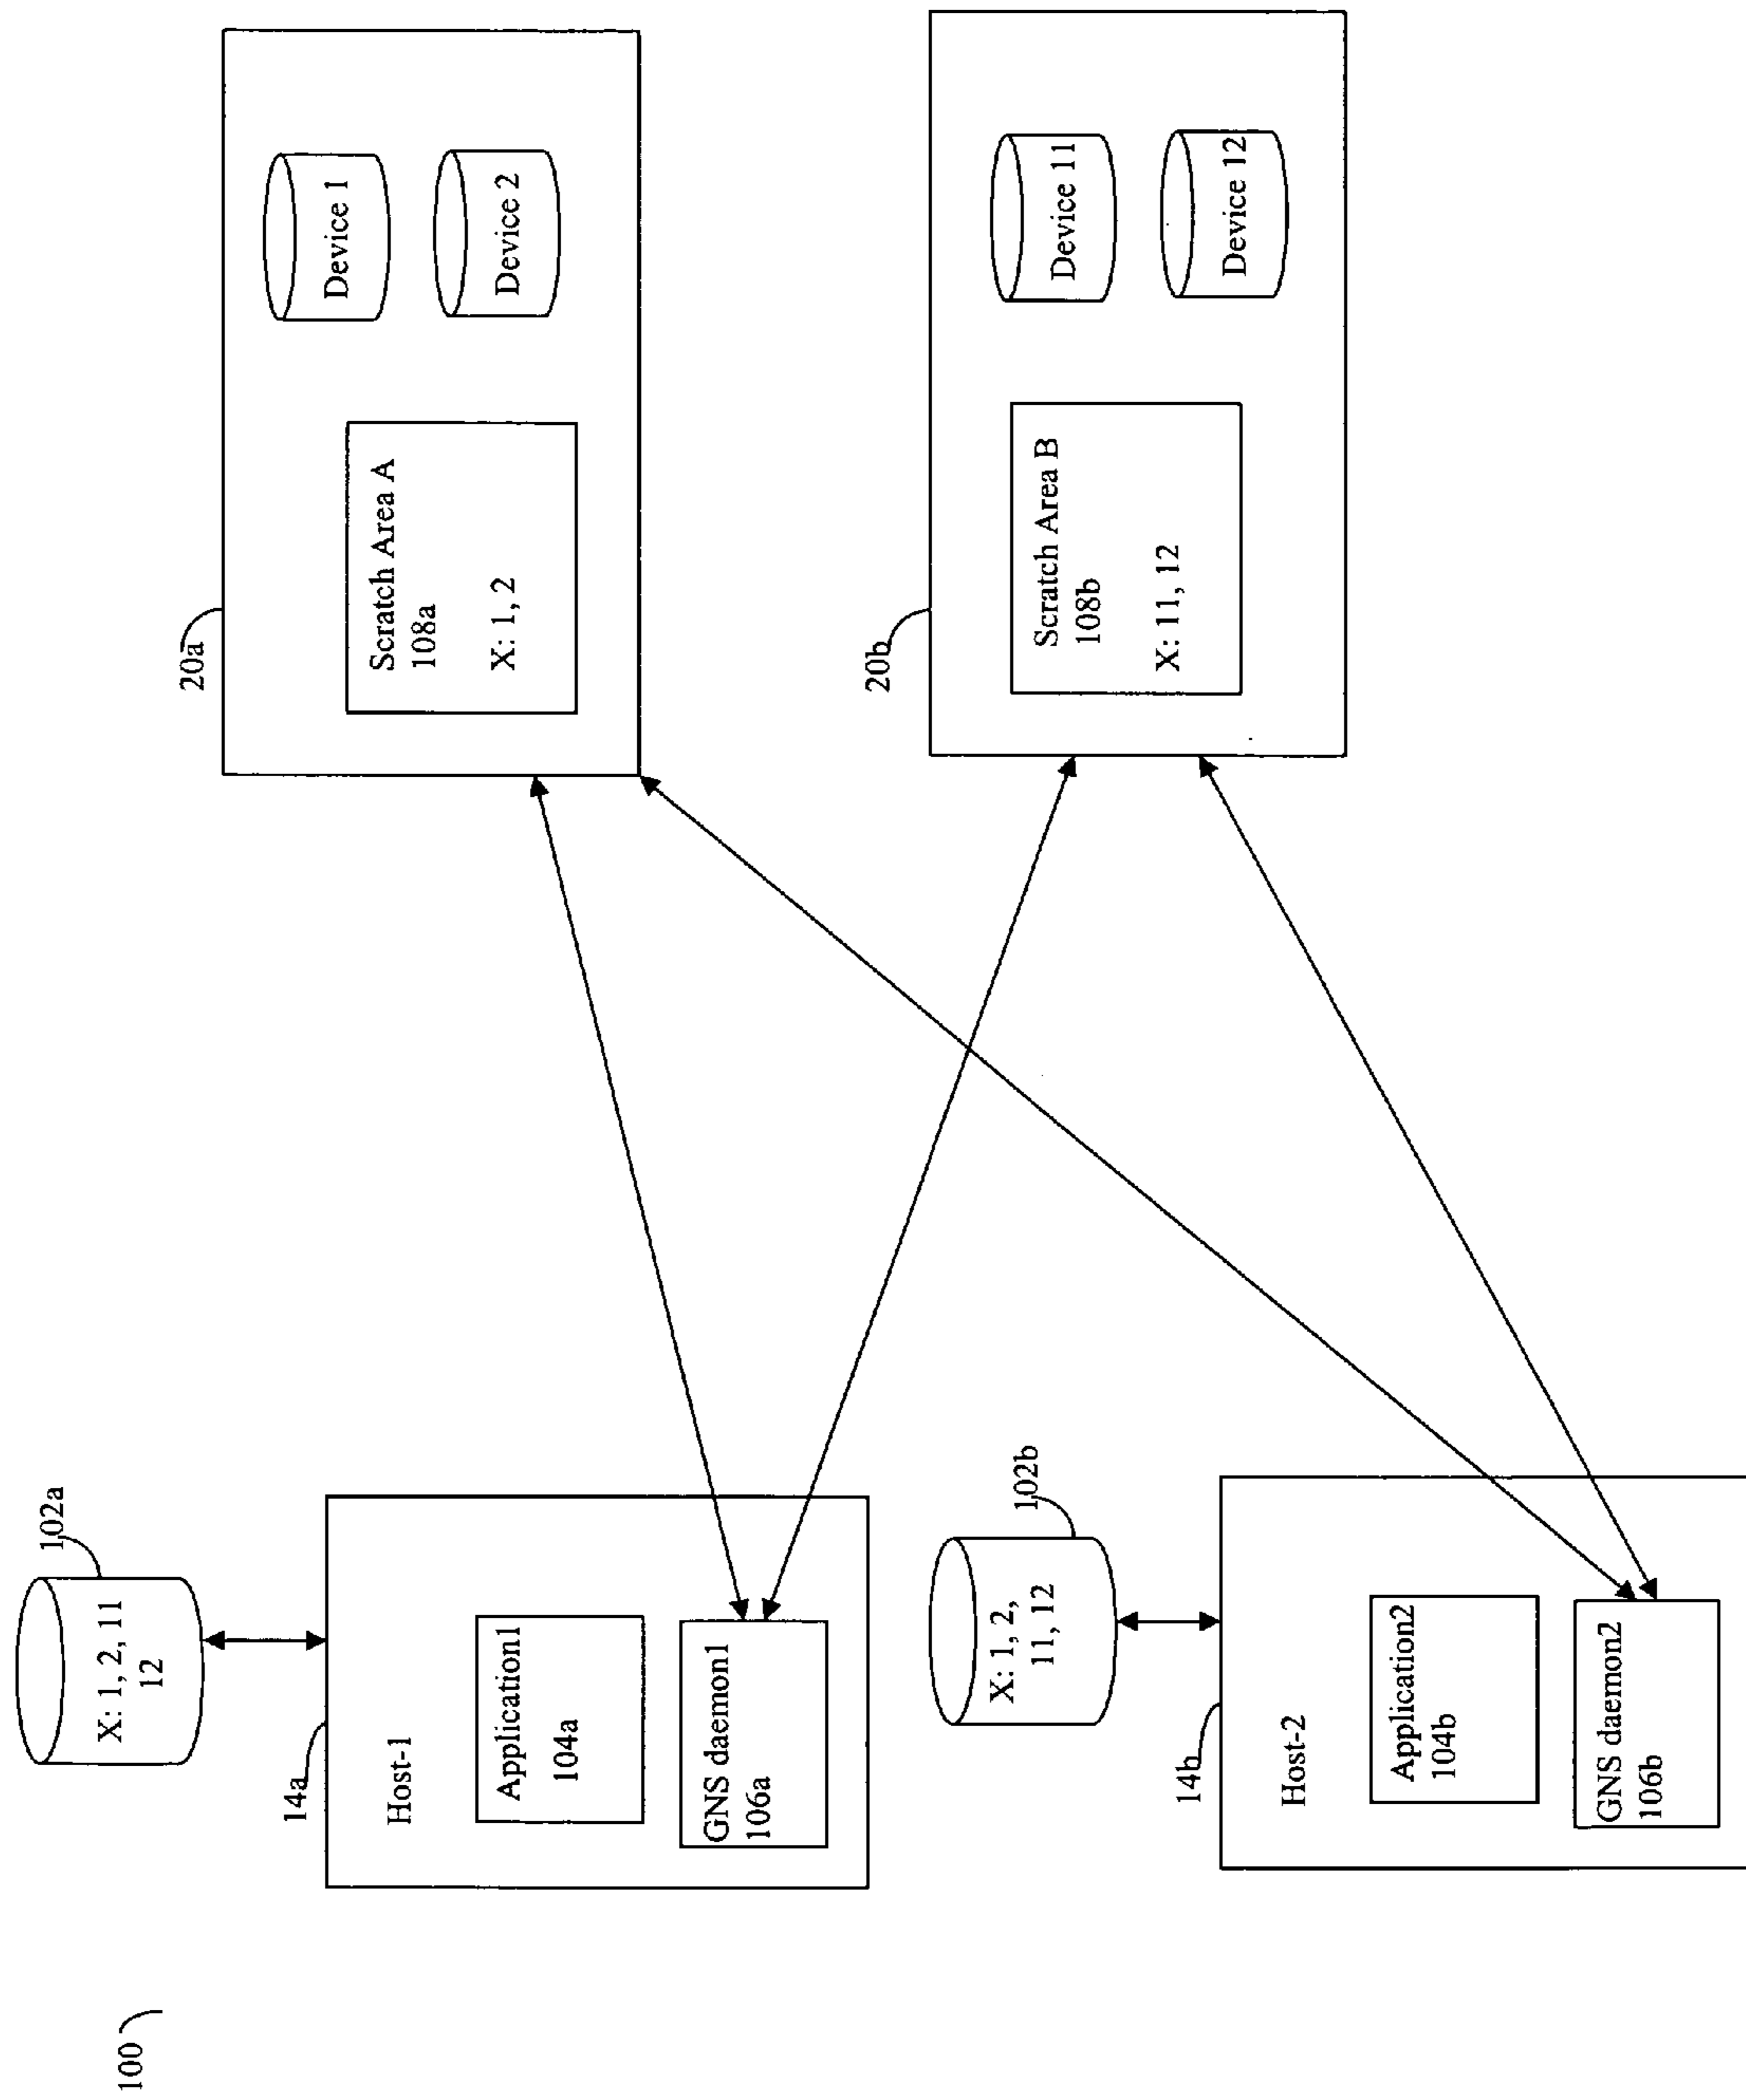 100
102a
X: 1, 2, 11
12
14a
Host-1
Application1
104a
GNS daemon1
106a
102b
X: 1, 2,
11, 12
14b
Host-2
Application2
104b
GNS daemon2
106b
20a
Scratch Area A
108a
X: 1, 2
Device 1
Device 2
20b
Scratch Area B
108b
X: 11, 12
Device 11
Device 12